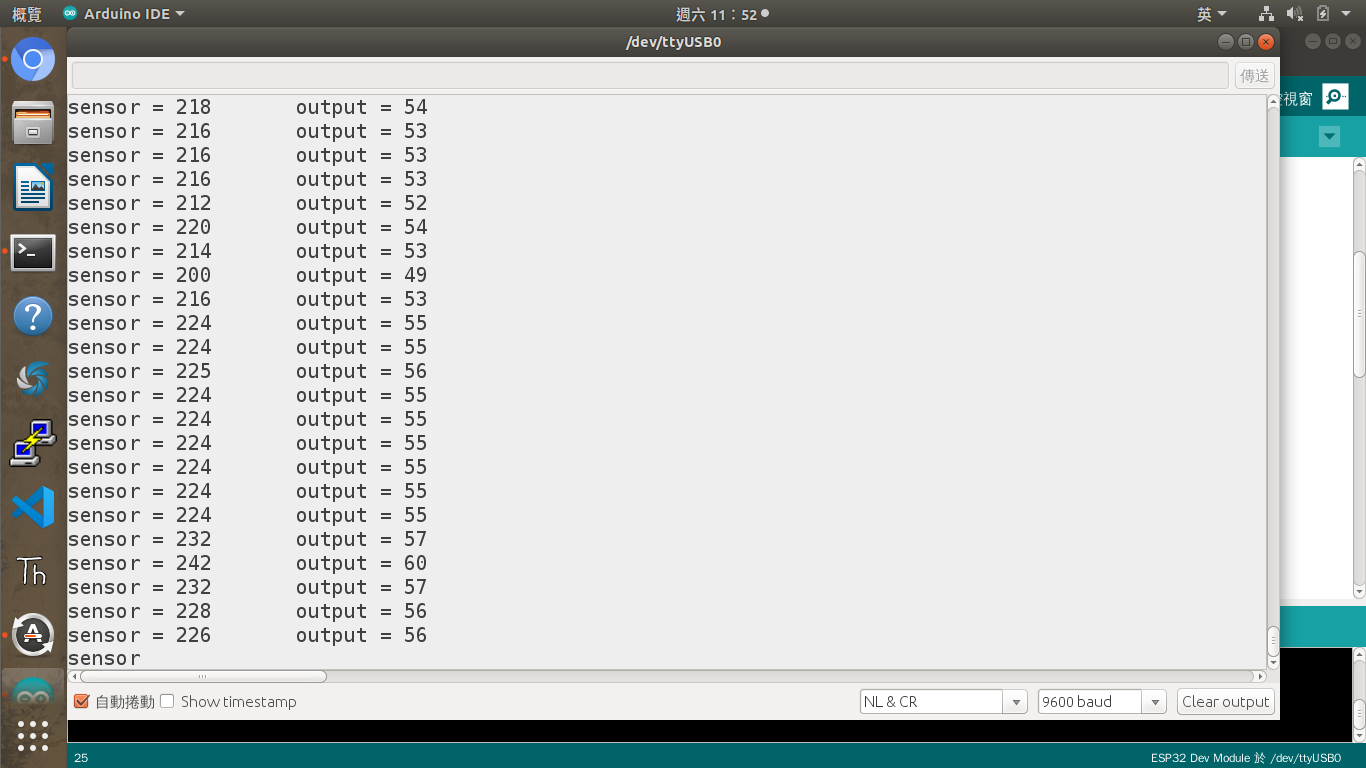 概覽 Arduino IDE 週六 11：52 英
/dev/ttyUSB0
傳送
視窗
sensor = 218 output = 54
sensor = 216 output = 53
sensor = 216 output = 53
sensor = 216 output = 53
sensor = 212 output = 52
sensor = 220 output = 54
sensor = 214 output = 53
sensor = 200 output = 49
sensor = 216 output = 53
sensor = 224 output = 55
sensor = 224 output = 55
sensor = 225 output = 56
sensor = 224 output = 55
sensor = 224 output = 55
sensor = 224 output = 55
sensor = 224 output = 55
sensor = 224 output = 55
sensor = 224 output = 55
sensor = 232 output = 57
sensor = 242 output = 60
sensor = 232 output = 57
sensor = 228 output = 56
sensor = 226 output = 56
sensor
Th
自動捲動 Show timestamp NL & CR 9600 baud Clear output
25 ESP32 Dev Module 於 /dev/ttyUSB0